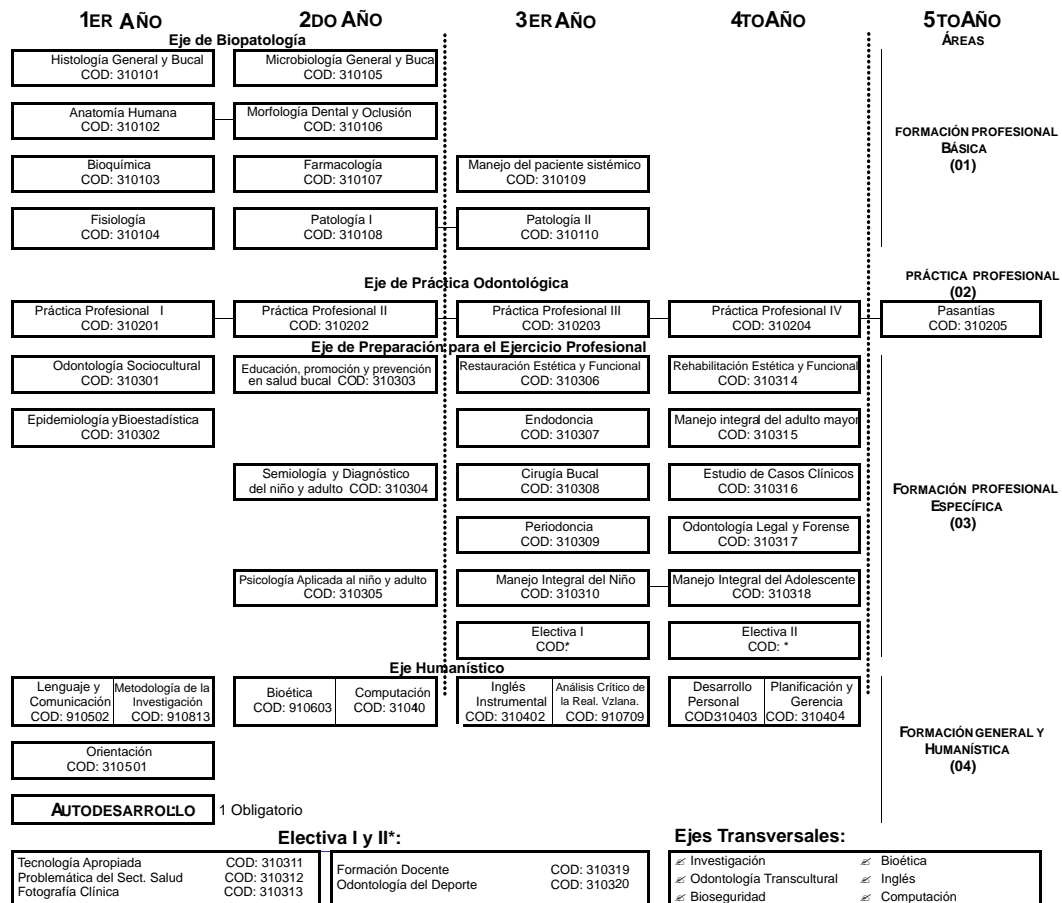 1ER AÑO 2DO AÑO 3ER AÑO 4TO AÑO 5TO AÑO
Eje de Biopatología ÁREAS
Histología General y Bucal
COD: 310101
Microbiología General y Buca
COD: 310105
Anatomía Humana
COD: 310102
Morfología Dental y Oclusión
COD: 310106
FORMACIÓN PROFESIONAL
BÁSICA
(01)
Bioquímica
COD: 310103
Farmacología
COD: 310107
Manejo del paciente sistémico
COD: 310109
Fisiología
COD: 310104
Patología I
COD: 310108
Patología II
COD: 310110
Eje de Práctica Odontológica
PRÁCTICA PROFESIONAL
(02)
Práctica Profesional I
COD: 310201
Práctica Profesional II
COD: 310202
Práctica Profesional III
COD: 310203
Práctica Profesional IV
COD: 310204
Pasantías
COD: 310205
Eje de Preparación para el Ejercicio Profesional
Odontología Sociocultural
COD: 310301
Educación, promoción y prevención
en salud bucal COD: 310303
Restauración Estética y Funcional
COD: 310306
Rehabilitación Estética y Funcional
COD: 310314
Epidemiología y Bioestadística
COD: 310302
Endodoncia
COD: 310307
Manejo integral del adulto mayor
COD: 310315
Semiología y Diagnóstico
del niño y adulto COD: 310304
Cirugía Bucal
COD: 310308
Estudio de Casos Clínicos
COD: 310316
FORMACIÓN PROFESIONAL
ESPECÍFICA
(03)
Periodoncia
COD: 310309
Odontología Legal y Forense
COD: 310317
Psicología Aplicada al niño y adulto
COD: 310305
Manejo Integral del Niño
COD: 310310
Manejo Integral del Adolescente
COD: 310318
Electiva I
COD:*
Electiva II
COD: *
Eje Humanístico
Lenguaje y
Comunicación
COD: 910502
Metodología de la
Investigación
COD: 910813
Bioética
COD: 910603
Computación
COD: 31040
Inglés
Instrumental
COD: 310402
Análisis Crítico de
la Real. Vzlana.
COD: 910709
Desarrollo
Personal
COD310403
Planificación y
Gerencia
COD: 310404
FORMACIÓN GENERAL Y
HUMANÍSTICA
(04)
Orientación
COD: 310501
AUTODESARROLLO 1 Obligatorio
Electiva I y II*:
Tecnología Apropiada COD: 310311
Problemática del Sect. Salud COD: 310312
Fotografía Clínica COD: 310313
Formación Docente COD: 310319
Odontología del Deporte COD: 310320
Ejes Transversales:
Investigación Bioética
Odontología Transcultural Inglés
Bioseguridad Computación